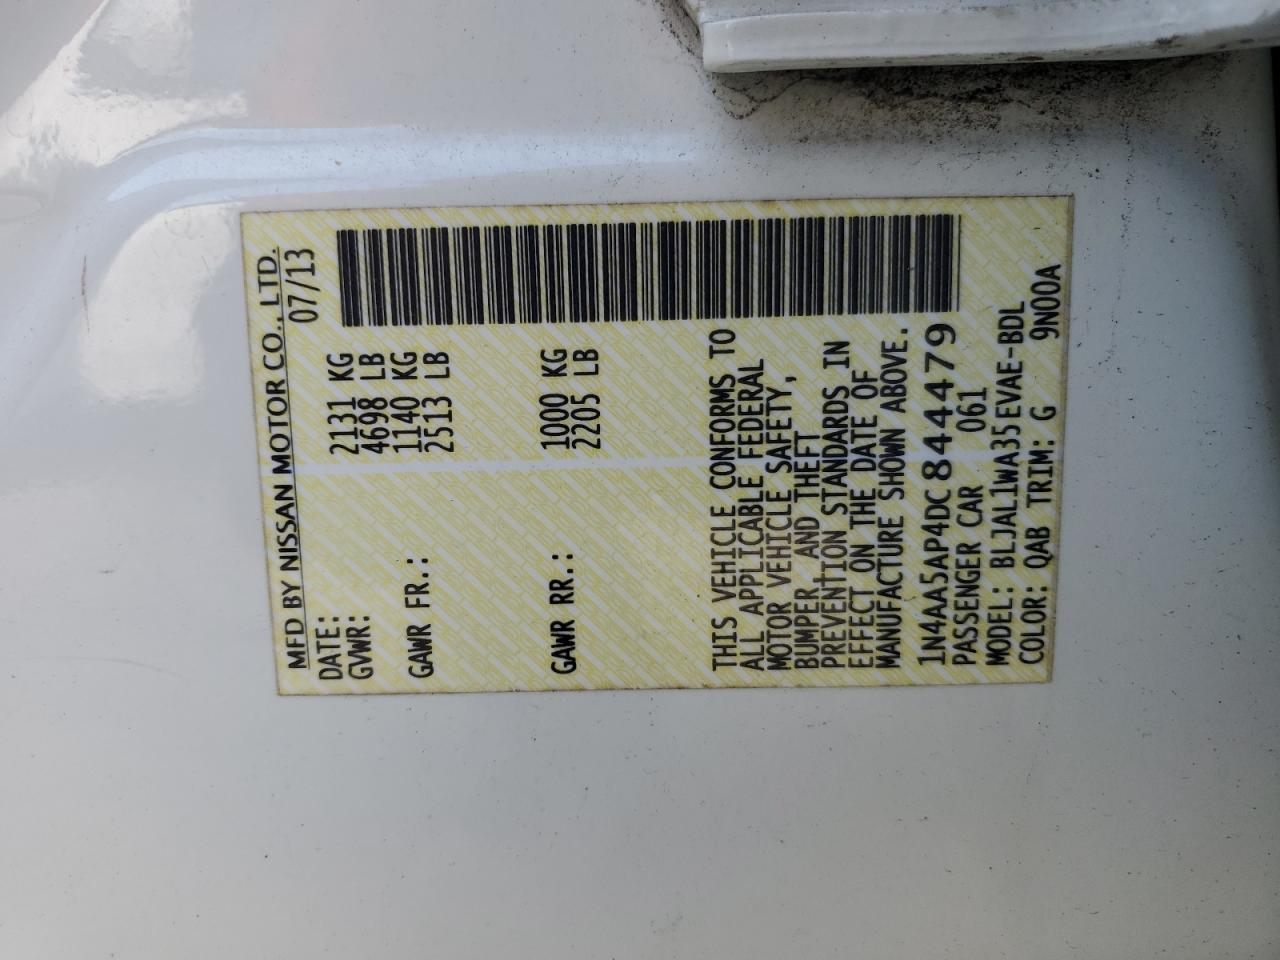 MFD BY NISSAN MOTOR CO., LTD.
DATE: 07/13
GVWR: 2131 KG
4698 LB
GAWR FR.: 1140 KG
2513 LB
GAWR RR.: 1000 KG
2205 LB
THIS VEHICLE CONFORMS TO
ALL APPLICABLE FEDERAL
MOTOR VEHICLE SAFETY,
BUMPER, AND THEFT
PREVENTION STANDARDS IN
EFFECT ON THE DATE OF
MANUFACTURE SHOWN ABOVE.
1N4AA5AP4DC844479
PASSENGER CAR 061
MODEL: BLJAL1WA35EVAE-BDL
COLOR: QAB TRIM: G 9N00A